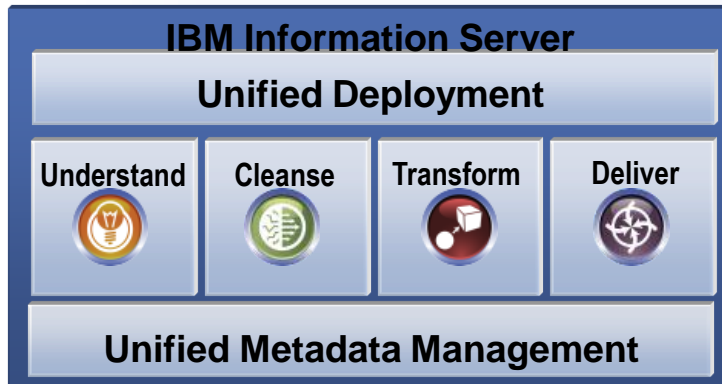 IBM Information Server
Unified Deployment
Understand Cleanse Transform Deliver
Unified Metadata Management